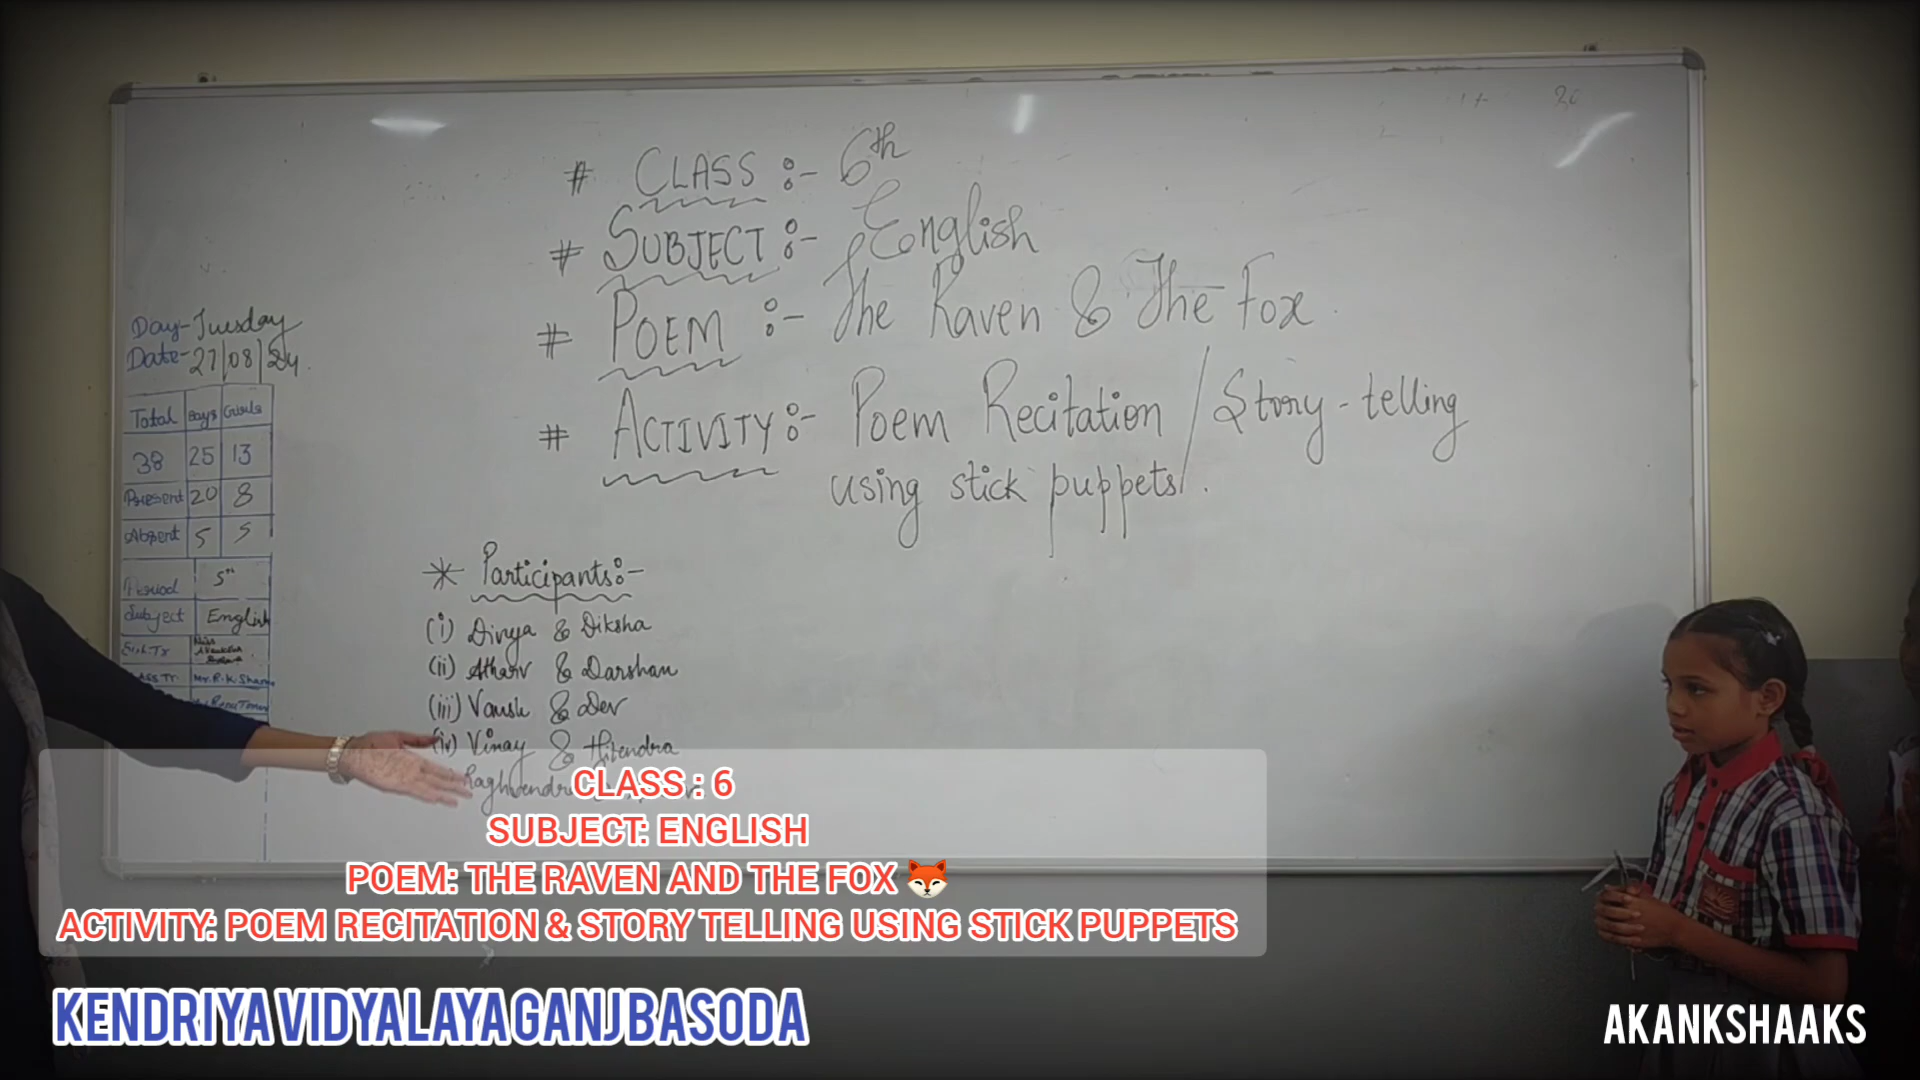 # CLASS :- 6th
# SUBJECT :- English
# POEM :- The Raven & The Fox.
# ACTIVITY :- Poem Recitation / Story-telling
using stick puppets.
Day- Tuesday
Date- 27/08/24.
Total Boys Girls
38 25 13
Present 20 8
Absent 5 5
Period 5th
Subject English
Mr. R.K Sharma
* Participants:-
(i) Divya & Diksha
(ii) Atharv & Darshan
(iii) Vansh & Dev
(iv) Vinay & Hitendra
Raghvendra
CLASS : 6
SUBJECT: ENGLISH
POEM: THE RAVEN AND THE FOX 🦊
ACTIVITY: POEM RECITATION & STORY TELLING USING STICK PUPPETS
KENDRIYA VIDYALAYA GANJBASODA
AKANKSHAAKS